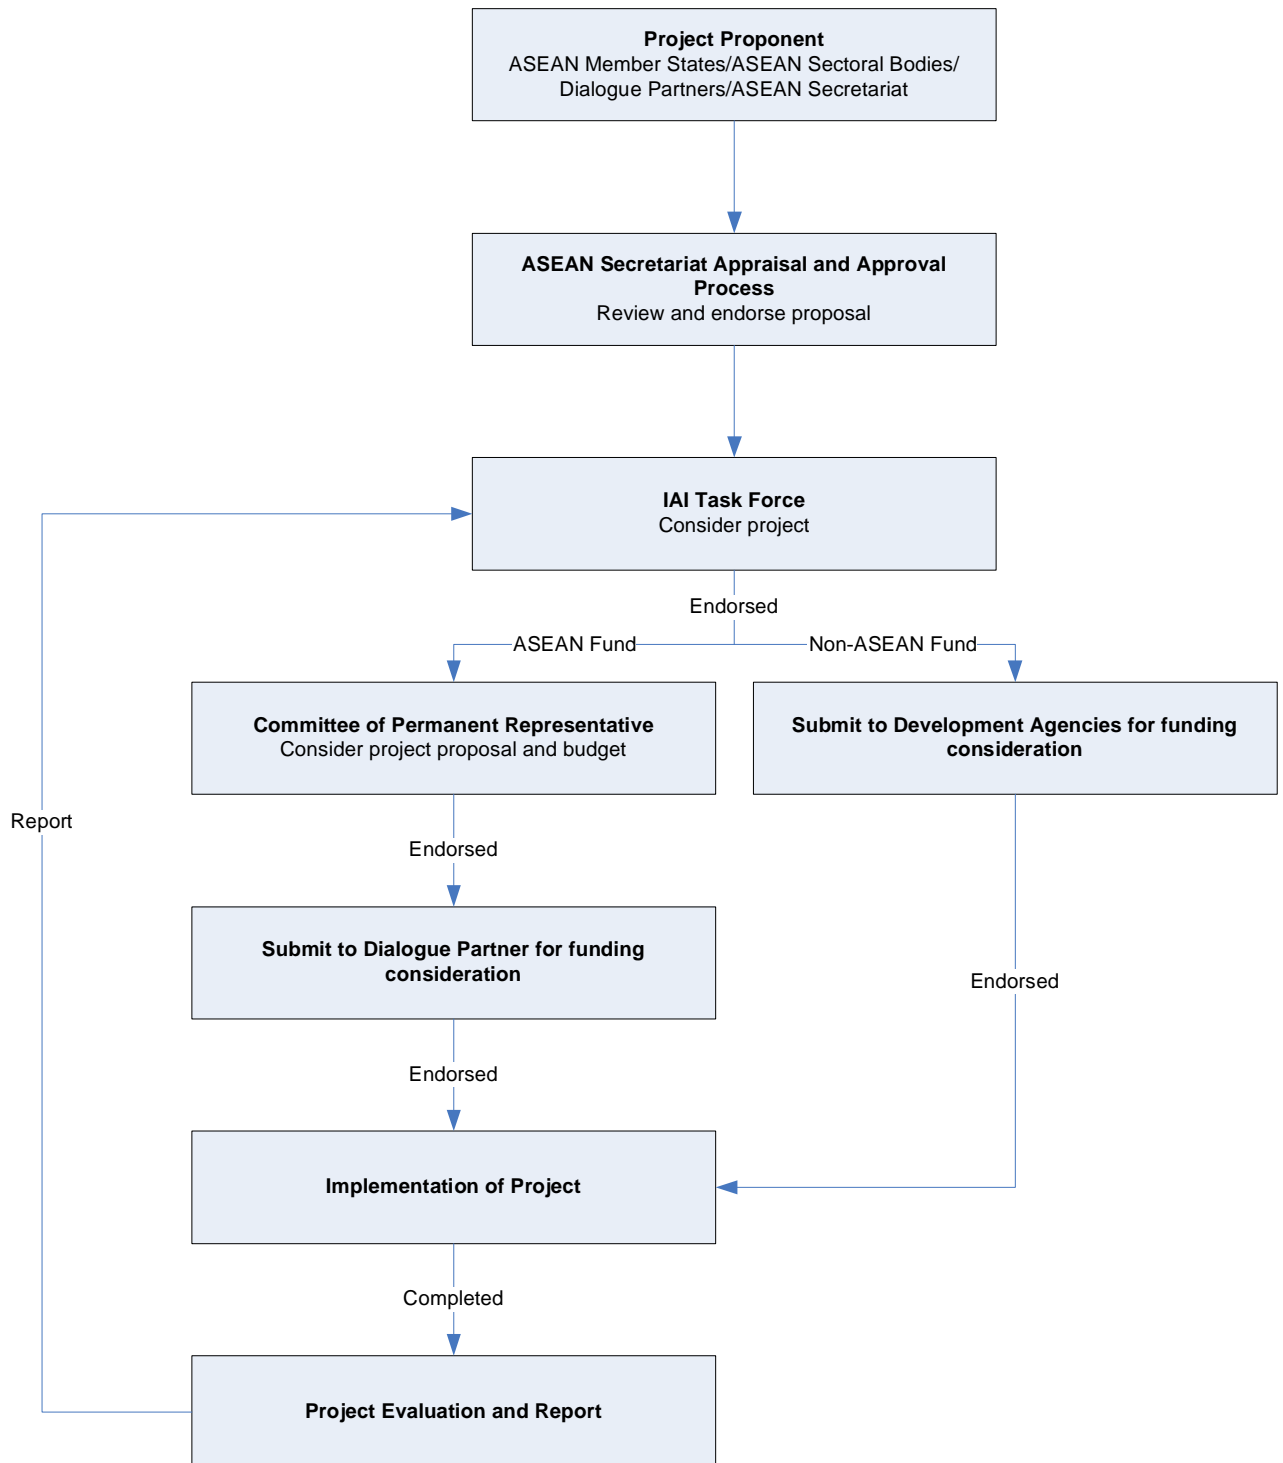 Project Proponent
ASEAN Member States/ASEAN Sectoral Bodies/
Dialogue Partners/ASEAN Secretariat
ASEAN Secretariat Appraisal and Approval
Process
Review and endorse proposal
IAI Task Force
Consider project
Endorsed
ASEAN Fund
Non-ASEAN Fund
Committee of Permanent Representative
Consider project proposal and budget
Submit to Development Agencies for funding
consideration
Report
Endorsed
Submit to Dialogue Partner for funding
consideration
Endorsed
Endorsed
Implementation of Project
Completed
Project Evaluation and Report